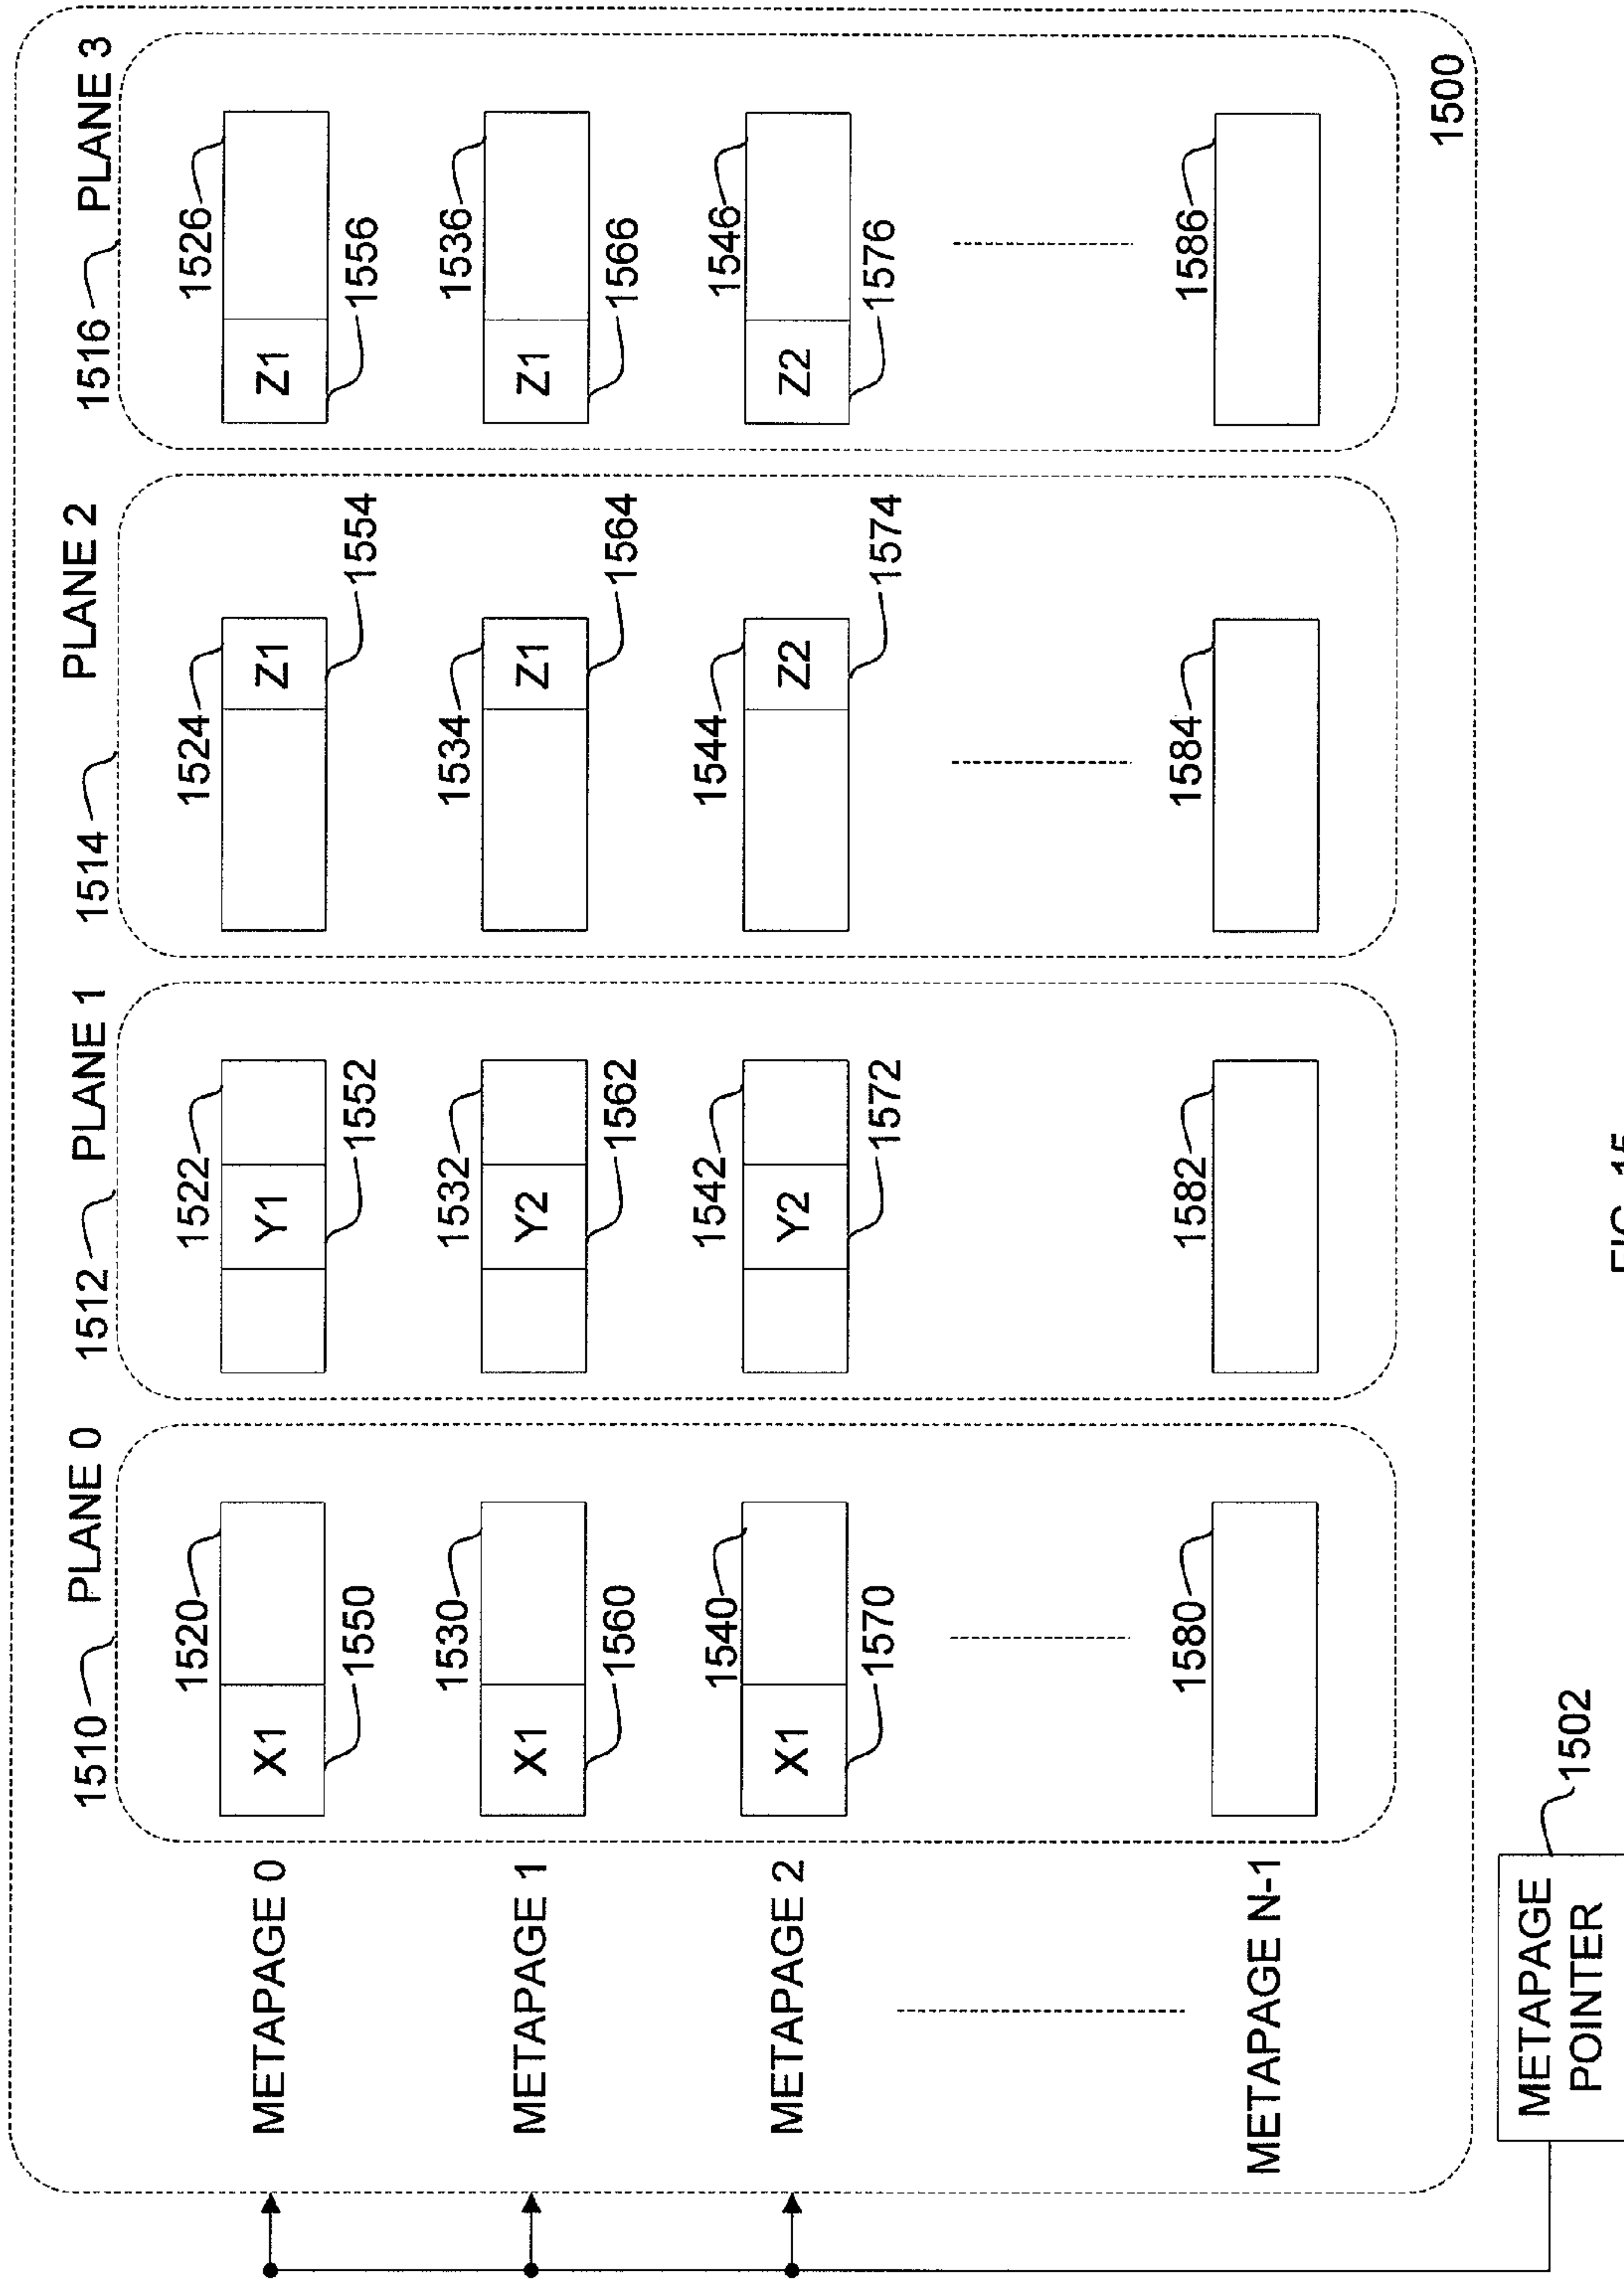 1510 PLANE 0
1512 PLANE 1
1514 PLANE 2
1516 PLANE 3
1520
1522
1524
1526
METAPAGE 0
X1
Y1
Z1
Z1
1550
1552
1554
1556
1530
1532
1534
1536
METAPAGE 1
X1
Y2
Z1
Z1
1560
1562
1564
1566
1540
1542
1544
1546
METAPAGE 2
X1
Y2
Z2
Z2
1570
1572
1574
1576
1580
1582
1584
1586
METAPAGE N-1
1500
METAPAGE
POINTER
1502
FIG. 15